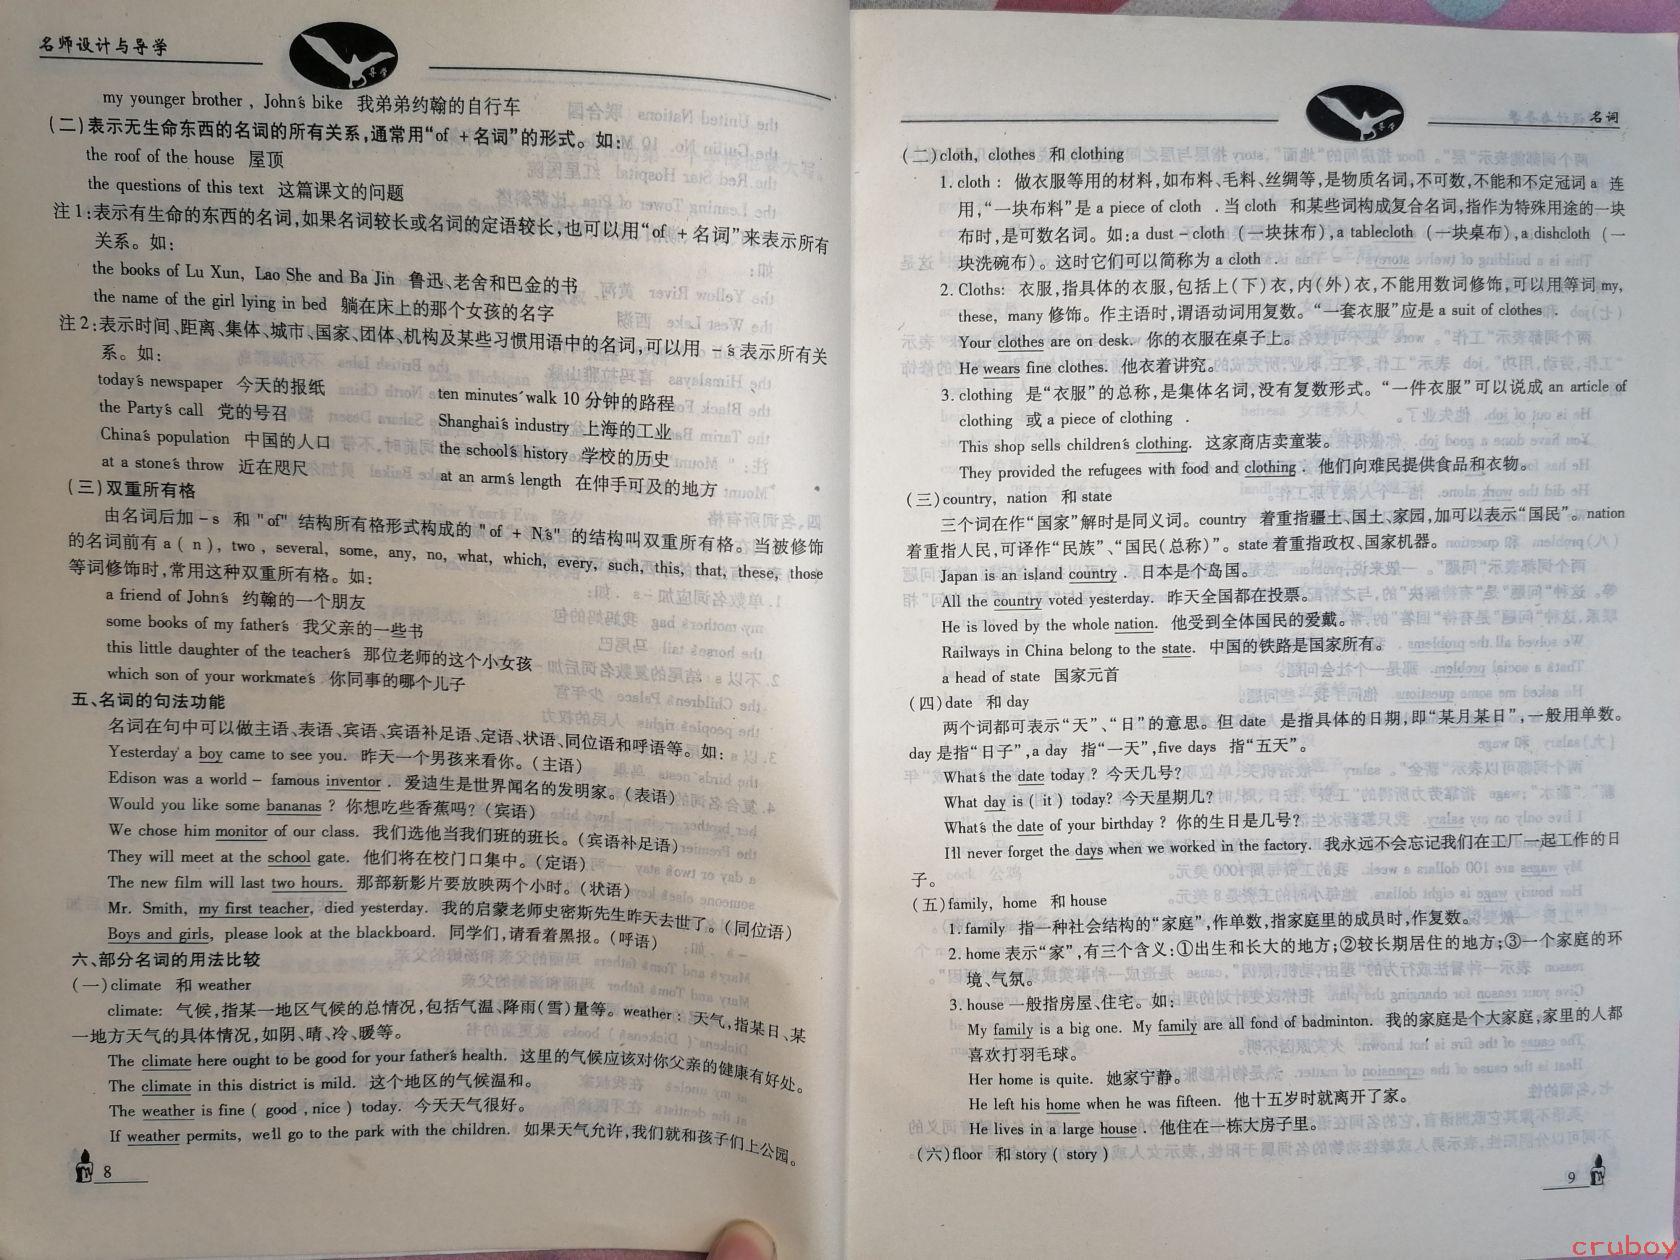 名师设计与导学
导学
my younger brother , John's bike 我弟弟约翰的自行车
(二)表示无生命东西的名词的所有关系,通常用“of +名词”的形式。如:
the roof of the house 屋顶
the questions of this text 这篇课文的问题
注1:表示有生命的东西的名词,如果名词较长或名词的定语较长,也可以用“of +名词”来表示所有
关系。如:
the books of Lu Xun, Lao She and Ba Jin 鲁迅、老舍和巴金的书
the name of the girl lying in bed 躺在床上的那个女孩的名字
注2:表示时间、距离、集体、城市、国家、团体、机构及某些习惯用语中的名词,可以用 -'s表示所有关
系。如:
today's newspaper 今天的报纸 ten minutes' walk 10分钟的路程
the Party's call 党的号召 Shanghai's industry 上海的工业
China's population 中国的人口 the school's history 学校的历史
at a stone's throw 近在咫尺 at an arm's length 在伸手可及的地方
(三)双重所有格
由名词后加-s 和 "of" 结构所有格形式构成的 "of + N's" 的结构叫双重所有格。当被修饰
的名词前有 a ( n ), two , several, some, any, no, what, which, every, such, this, that, these, those
等词修饰时,常用这种双重所有格。如:
a friend of John's 约翰的一个朋友
some books of my father's 我父亲的一些书
this little daughter of the teacher's 那位老师的这个小女孩
which son of your workmate's 你同事的哪个儿子
五、名词的句法功能
名词在句中可以做主语、表语、宾语、宾语补足语、定语、状语、同位语和呼语等。如:
Yesterday a boy came to see you. 昨天一个男孩来看你。(主语)
Edison was a world - famous inventor . 爱迪生是世界闻名的发明家。(表语)
Would you like some bananas ? 你想吃些香蕉吗?(宾语)
We chose him monitor of our class. 我们选他当我们班的班长。(宾语补足语)
They will meet at the school gate. 他们将在校门口集中。(定语)
The new film will last two hours. 那部新影片要放映两个小时。(状语)
Mr. Smith, my first teacher, died yesterday. 我的启蒙老师史密斯先生昨天去世了。(同位语)
Boys and girls, please look at the blackboard. 同学们,请看着黑报。(呼语)
六、部分名词的用法比较
(一)climate 和 weather
climate: 气候,指某一地区气候的总情况,包括气温、降雨(雪)量等。weather : 天气,指某日、某
一地方天气的具体情况,如阴、晴、冷、暖等。
The climate here ought to be good for your father's health. 这里的气候应该对你父亲的健康有好处。
The climate in this district is mild. 这个地区的气候温和。
The weather is fine ( good , nice ) today. 今天天气很好。
If weather permits, we'll go to the park with the children. 如果天气允许,我们就和孩子们上公园。
8
名词
导学
(二)cloth, clothes 和 clothing
1. cloth : 做衣服等用的材料,如布料、毛料、丝绸等,是物质名词,不可数,不能和不定冠词 a 连
用,“一块布料”是 a piece of cloth . 当 cloth 和某些词构成复合名词,指作为特殊用途的一块
布时,是可数名词。如:a dust-cloth (一块抹布),a tablecloth (一块桌布),a dishcloth (一
块洗碗布)。这时它们可以简称为 a cloth .
2. Cloths: 衣服,指具体的衣服,包括上(下)衣,内(外)衣,不能用数词修饰,可以用等词 my,
these, many 修饰。作主语时,谓语动词用复数。“一套衣服”应是 a suit of clothes .
Your clothes are on desk. 你的衣服在桌子上。
He wears fine clothes. 他衣着讲究。
3. clothing 是“衣服”的总称,是集体名词,没有复数形式。“一件衣服”可以说成 an article of
clothing 或 a piece of clothing .
This shop sells children's clothing. 这家商店卖童装。
They provided the refugees with food and clothing . 他们向难民提供食品和衣物。
(三)country, nation 和 state
三个词在作“国家”解时是同义词。country 着重指疆土、国土、家园,加可以表示“国民”。nation
着重指人民,可译作“民族”、“国民(总称)”。state 着重指政权、国家机器。
Japan is an island country . 日本是个岛国。
All the country voted yesterday. 昨天全国都在投票。
He is loved by the whole nation. 他受到全体国民的爱戴。
Railways in China belong to the state. 中国的铁路是国家所有。
a head of state 国家元首
(四)date 和 day
两个词都可表示“天”、“日”的意思。但 date 是指具体的日期,即“某月某日”,一般用单数。
day 是指“日子”,a day 指“一天”,five days 指“五天”。
What's the date today ? 今天几号?
What day is ( it ) today? 今天星期几?
What's the date of your birthday ? 你的生日是几号?
I'll never forget the days when we worked in the factory. 我永远不会忘记我们在工厂一起工作的日
子。
(五)family, home 和 house
1. family 指一种社会结构的“家庭”,作单数,指家庭里的成员时,作复数。
2. home 表示“家”,有三个含义:①出生和长大的地方;②较长期居住的地方;③一个家庭的环
境、气氛。
3. house 一般指房屋、住宅。如:
My family is a big one. My family are all fond of badminton. 我的家庭是个大家庭,家里的人都
喜欢打羽毛球。
Her home is quite. 她家宁静。
He left his home when he was fifteen. 他十五岁时就离开了家。
He lives in a large house . 他住在一栋大房子里。
(六)floor 和 story ( story )
9
cruboy